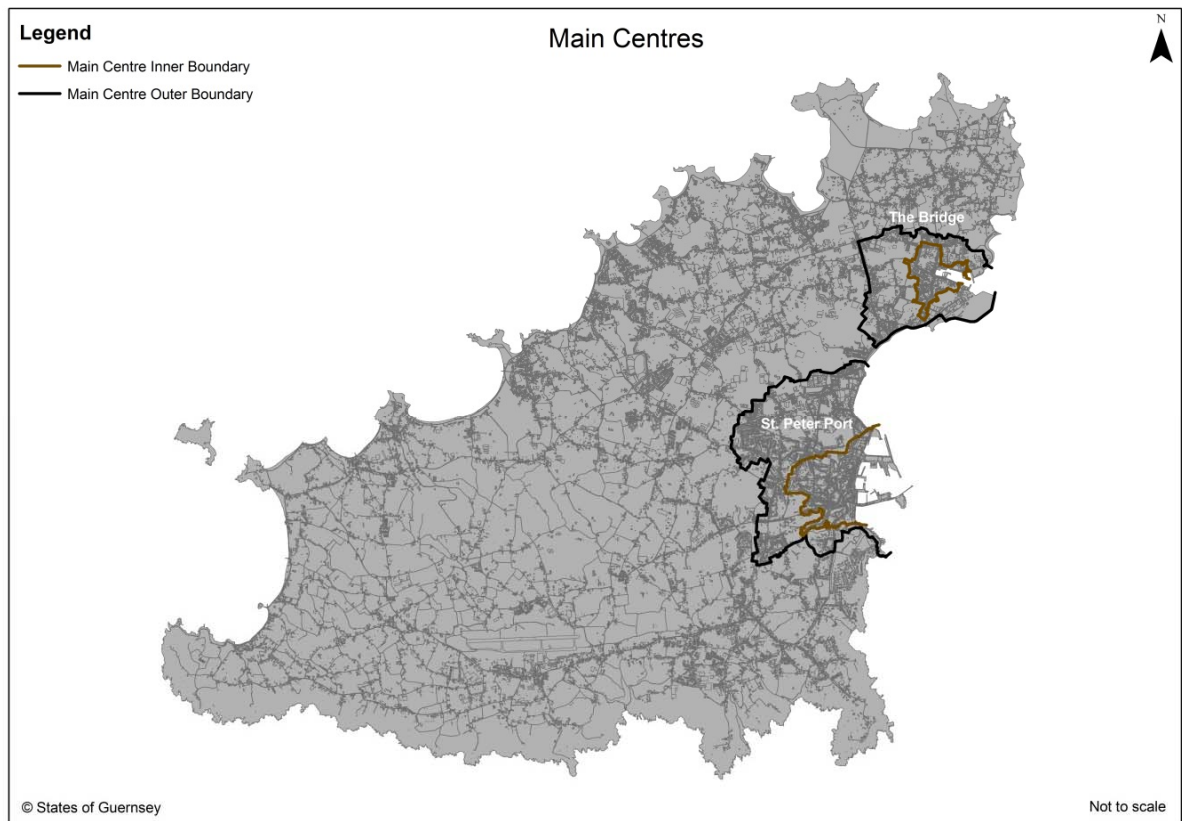 Legend
Main Centre Inner Boundary
Main Centre Outer Boundary
Main Centres
N
The Bridge
St. Peter Port
© States of Guernsey
Not to scale